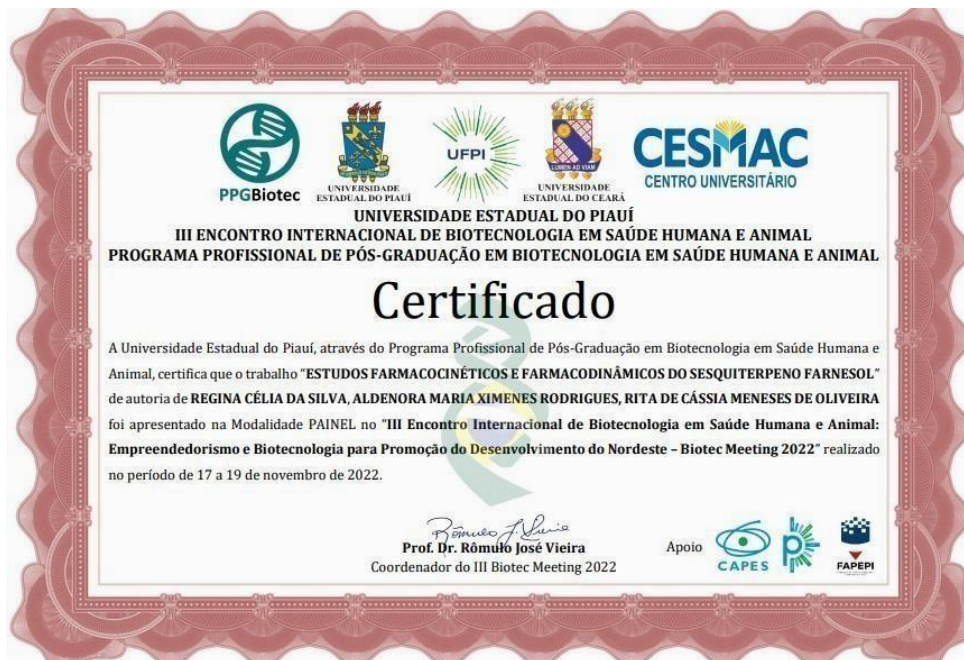 PPGBiotec
UNIVERSIDADE
ESTADUAL DO PIAUÍ
UFPI
LUMEN AD VIAM
UNIVERSIDADE
ESTADUAL DO CEARÁ
CESMAC
CENTRO UNIVERSITÁRIO
UNIVERSIDADE ESTADUAL DO PIAUÍ
III ENCONTRO INTERNACIONAL DE BIOTECNOLOGIA EM SAÚDE HUMANA E ANIMAL
PROGRAMA PROFISSIONAL DE PÓS-GRADUAÇÃO EM BIOTECNOLOGIA EM SAÚDE HUMANA E ANIMAL
Certificado
A Universidade Estadual do Piauí, através do Programa Profissional de Pós-Graduação em Biotecnologia em Saúde Humana e
Animal, certifica que o trabalho "ESTUDOS FARMACOCINÉTICOS E FARMACODINÂMICOS DO SESQUITERPENO FARNESOL"
de autoria de REGINA CÉLIA DA SILVA, ALDENORA MARIA XIMENES RODRIGUES, RITA DE CÁSSIA MENESES DE OLIVEIRA
foi apresentado na Modalidade PAINEL no "III Encontro Internacional de Biotecnologia em Saúde Humana e Animal:
Empreendedorismo e Biotecnologia para Promoção do Desenvolvimento do Nordeste – Biotec Meeting 2022" realizado
no período de 17 a 19 de novembro de 2022.
Rômulo J. Vieira
Prof. Dr. Rômulo José Vieira
Coordenador do III Biotec Meeting 2022
Apoio
CAPES
FAPEPI